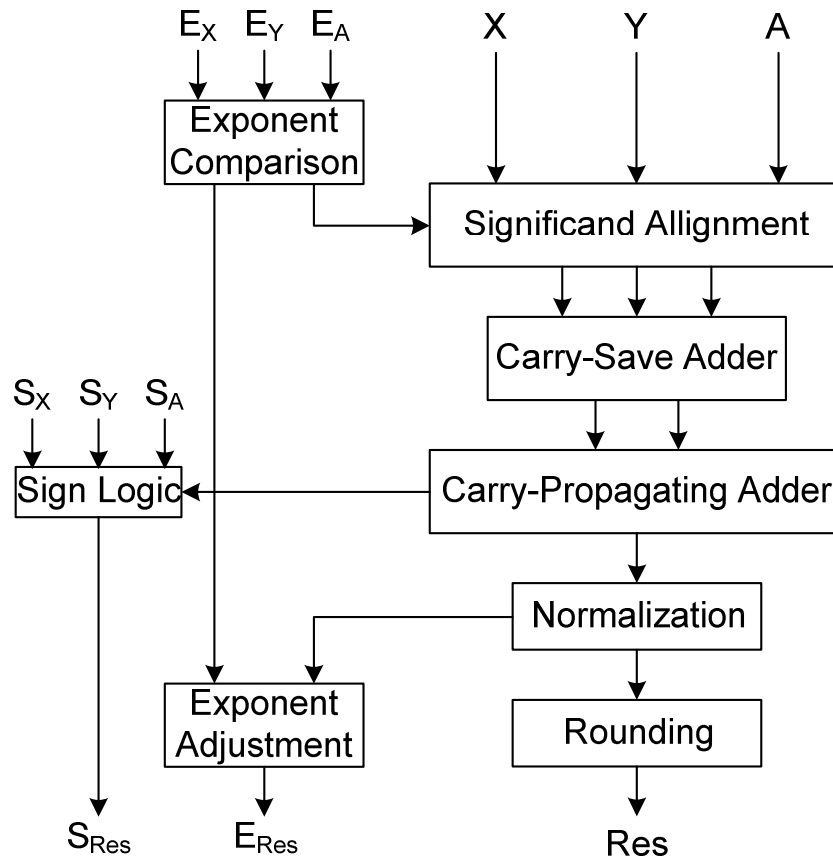 E_X E_Y E_A
X Y A
Exponent
Comparison
Significand Allignment
Carry-Save Adder
S_X S_Y S_A
Sign Logic
Carry-Propagating Adder
Normalization
Exponent
Adjustment
Rounding
S_Res
E_Res
Res